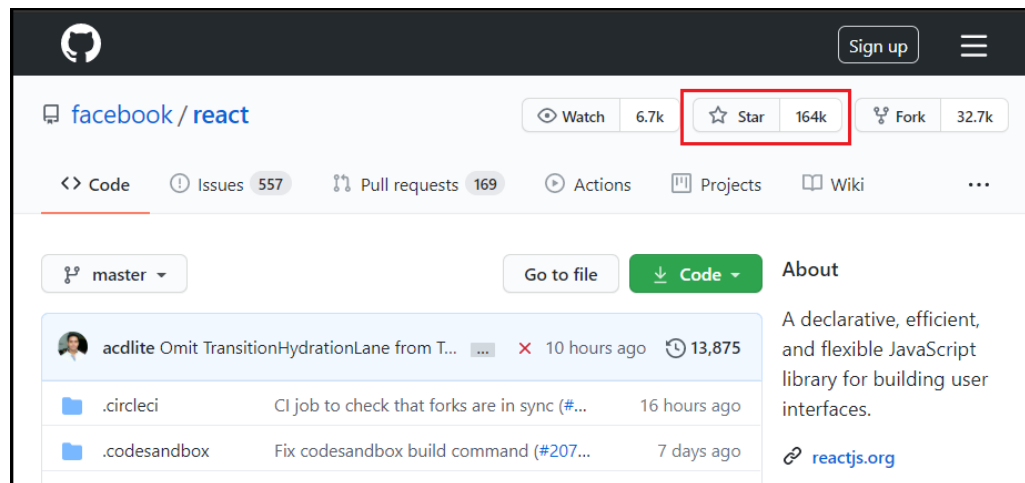 Sign up
facebook / react
Watch 6.7k Star 164k Fork 32.7k
Code Issues 557 Pull requests 169 Actions Projects Wiki ...
master Go to file Code
About
A declarative, efficient,
and flexible JavaScript
library for building user
interfaces.
reactjs.org
acdlite Omit TransitionHydrationLane from T... ... 10 hours ago 13,875
.circleci CI job to check that forks are in sync (#... 16 hours ago
.codesandbox Fix codesandbox build command (#207... 7 days ago